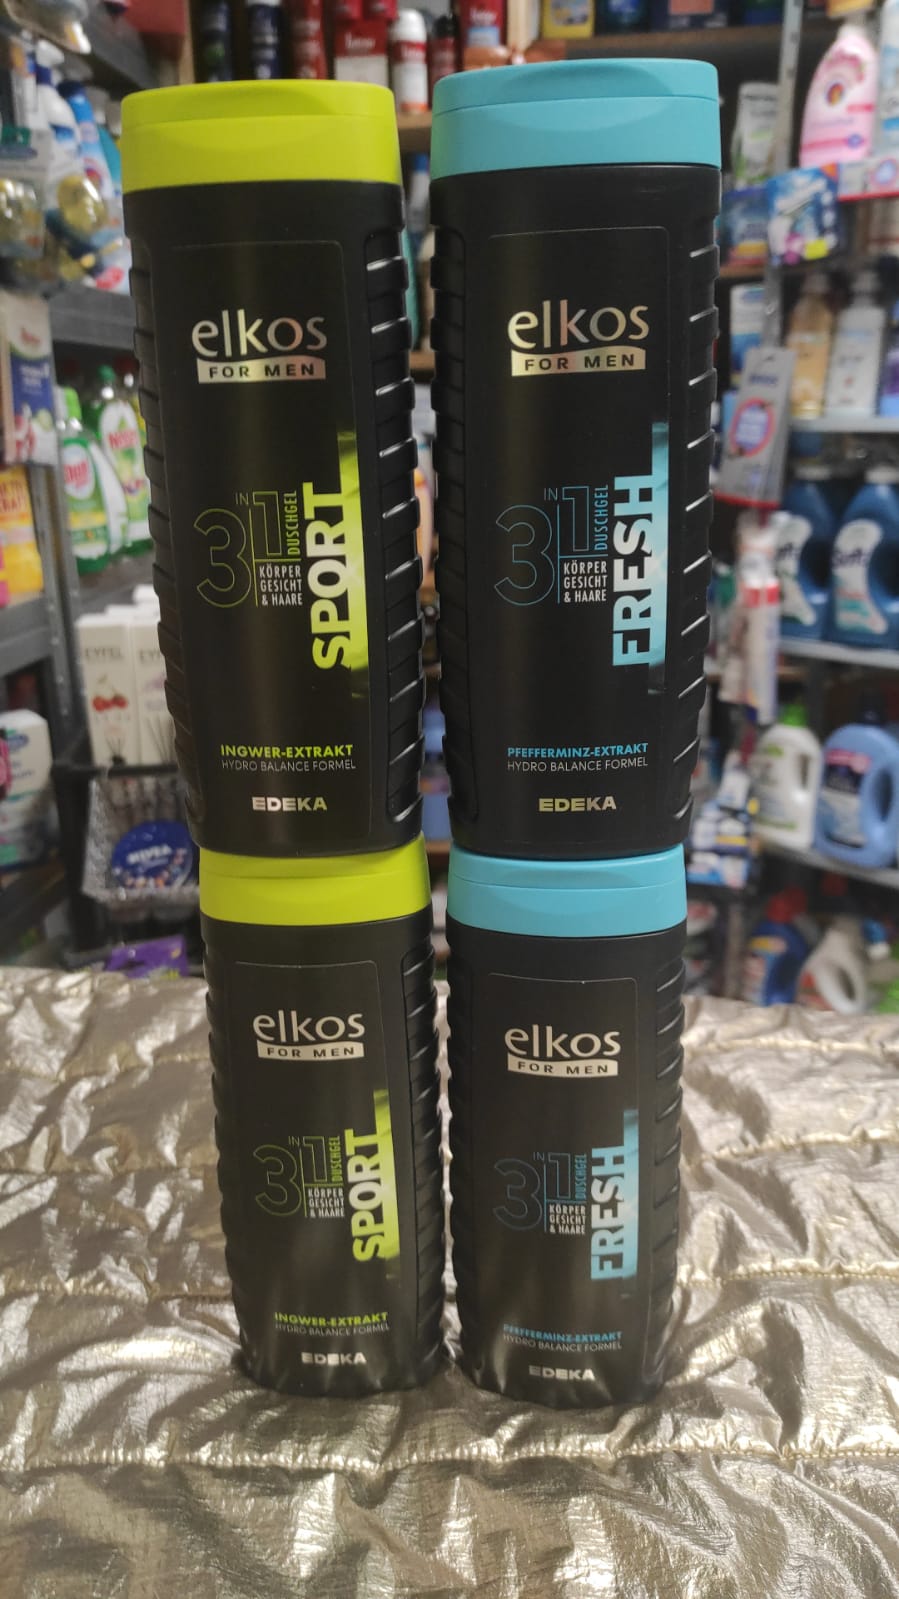 elkos
FOR MEN
3 IN 1
DUSCHGEL
KÖRPER
GESICHT
& HAARE
SPORT
INGWER-EXTRAKT
HYDRO BALANCE FORMEL
EDEKA
elkos
FOR MEN
3 IN 1
DUSCHGEL
KÖRPER
GESICHT
& HAARE
FRESH
PFEFFERMINZ-EXTRAKT
HYDRO BALANCE FORMEL
EDEKA
elkos
FOR MEN
3 IN 1
DUSCHGEL
KÖRPER
GESICHT
& HAARE
SPORT
INGWER-EXTRAKT
HYDRO BALANCE FORMEL
EDEKA
elkos
FOR MEN
3 IN 1
DUSCHGEL
KÖRPER
GESICHT
& HAARE
FRESH
PFEFFERMINZ-EXTRAKT
HYDRO BALANCE FORMEL
EDEKA
EYFEL
NIVEA